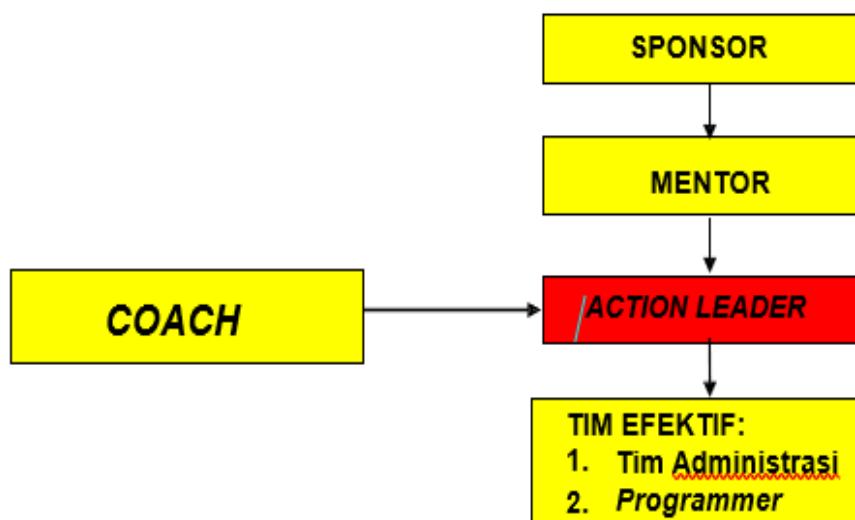 SPONSOR
MENTOR
COACH
ACTION LEADER
TIM EFEKTIF:
1. Tim Administrasi
2. Programmer